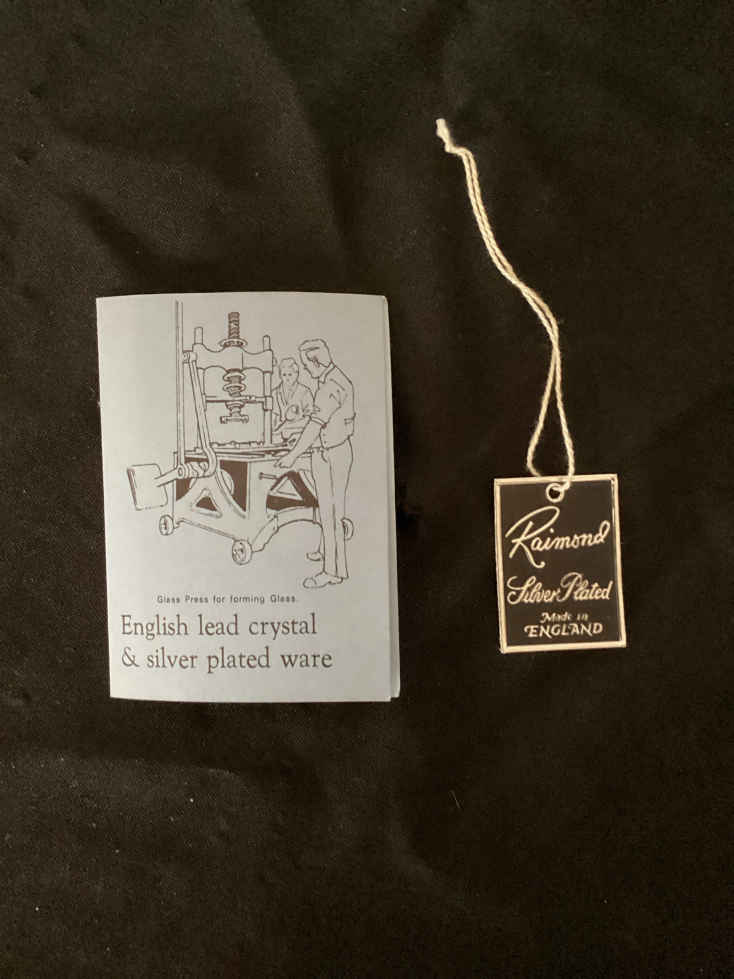 Glass Press for forming Glass.
English lead crystal
& silver plated ware
Raimond
Silver Plated
Made in
ENGLAND